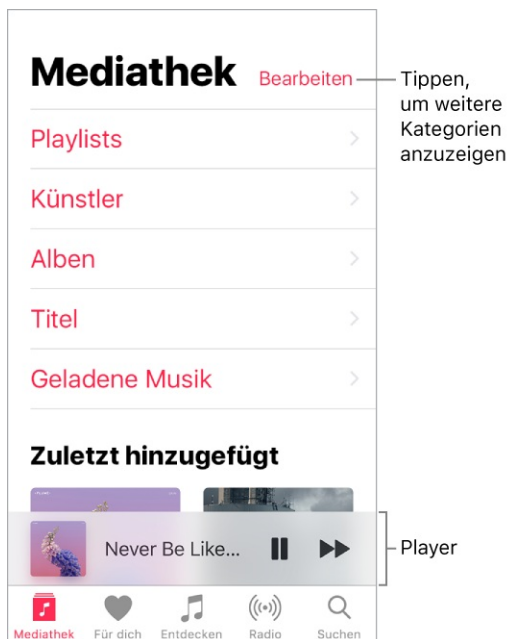 Mediathek Bearbeiten
Tippen,
um weitere
Kategorien
anzuzeigen
Playlists
Künstler
Alben
Titel
Geladene Musik
Zuletzt hinzugefügt
Never Be Like...
Player
Mediathek Für dich Entdecken Radio Suchen